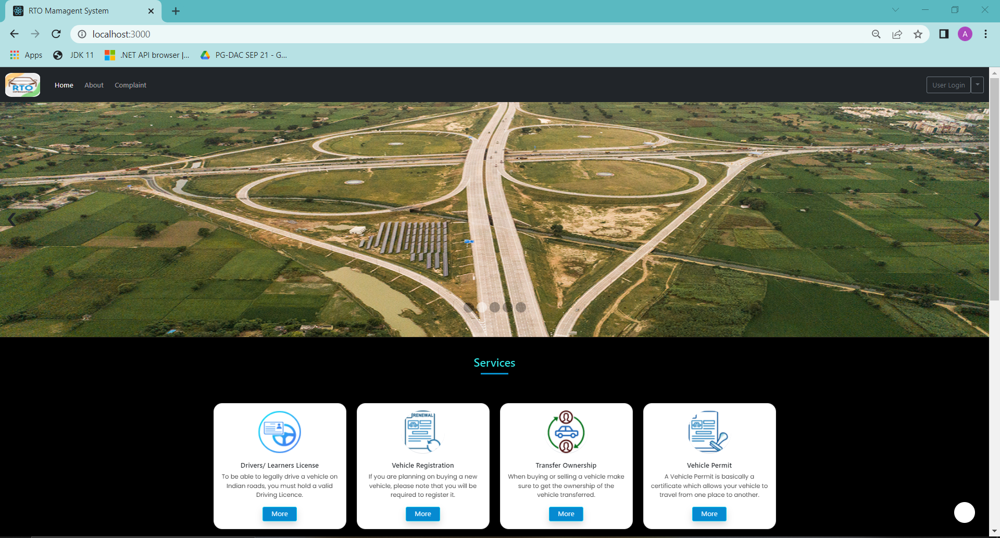 RTO Mamagent System
localhost:3000
A
Apps
JDK 11
.NET API browser |...
PG-DAC SEP 21 - G...
RTO
INFROMATION
Home
About
Complaint
User Login
Services
Drivers/ Learners License
To be able to legally drive a vehicle on
Indian roads, you must hold a valid
Driving Licence.
More
RENEWAL
Vehicle Registration
If you are planning on buying a new
vehicle, please note that you will be
required to register it.
More
Transfer Ownership
When buying or selling a vehicle make
sure to get the ownership of the
vehicle transferred.
More
Vehicle Permit
A Vehicle Permit is basically a
certificate which allows your vehicle to
travel from one place to another.
More